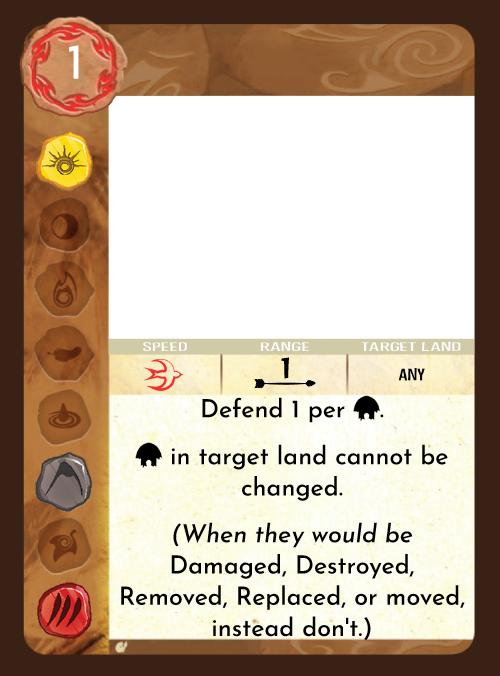 1
SPEED RANGE TARGET LAND
1 ANY
Defend 1 per .
in target land cannot be
changed.
(When they would be
Damaged, Destroyed,
Removed, Replaced, or moved,
instead don't.)